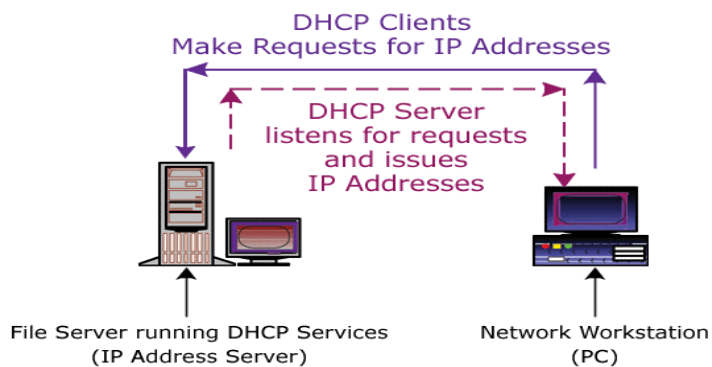 DHCP Clients
Make Requests for IP Addresses
DHCP Server
listens for requests
and issues
IP Addresses
File Server running DHCP Services
(IP Address Server)
Network Workstation
(PC)